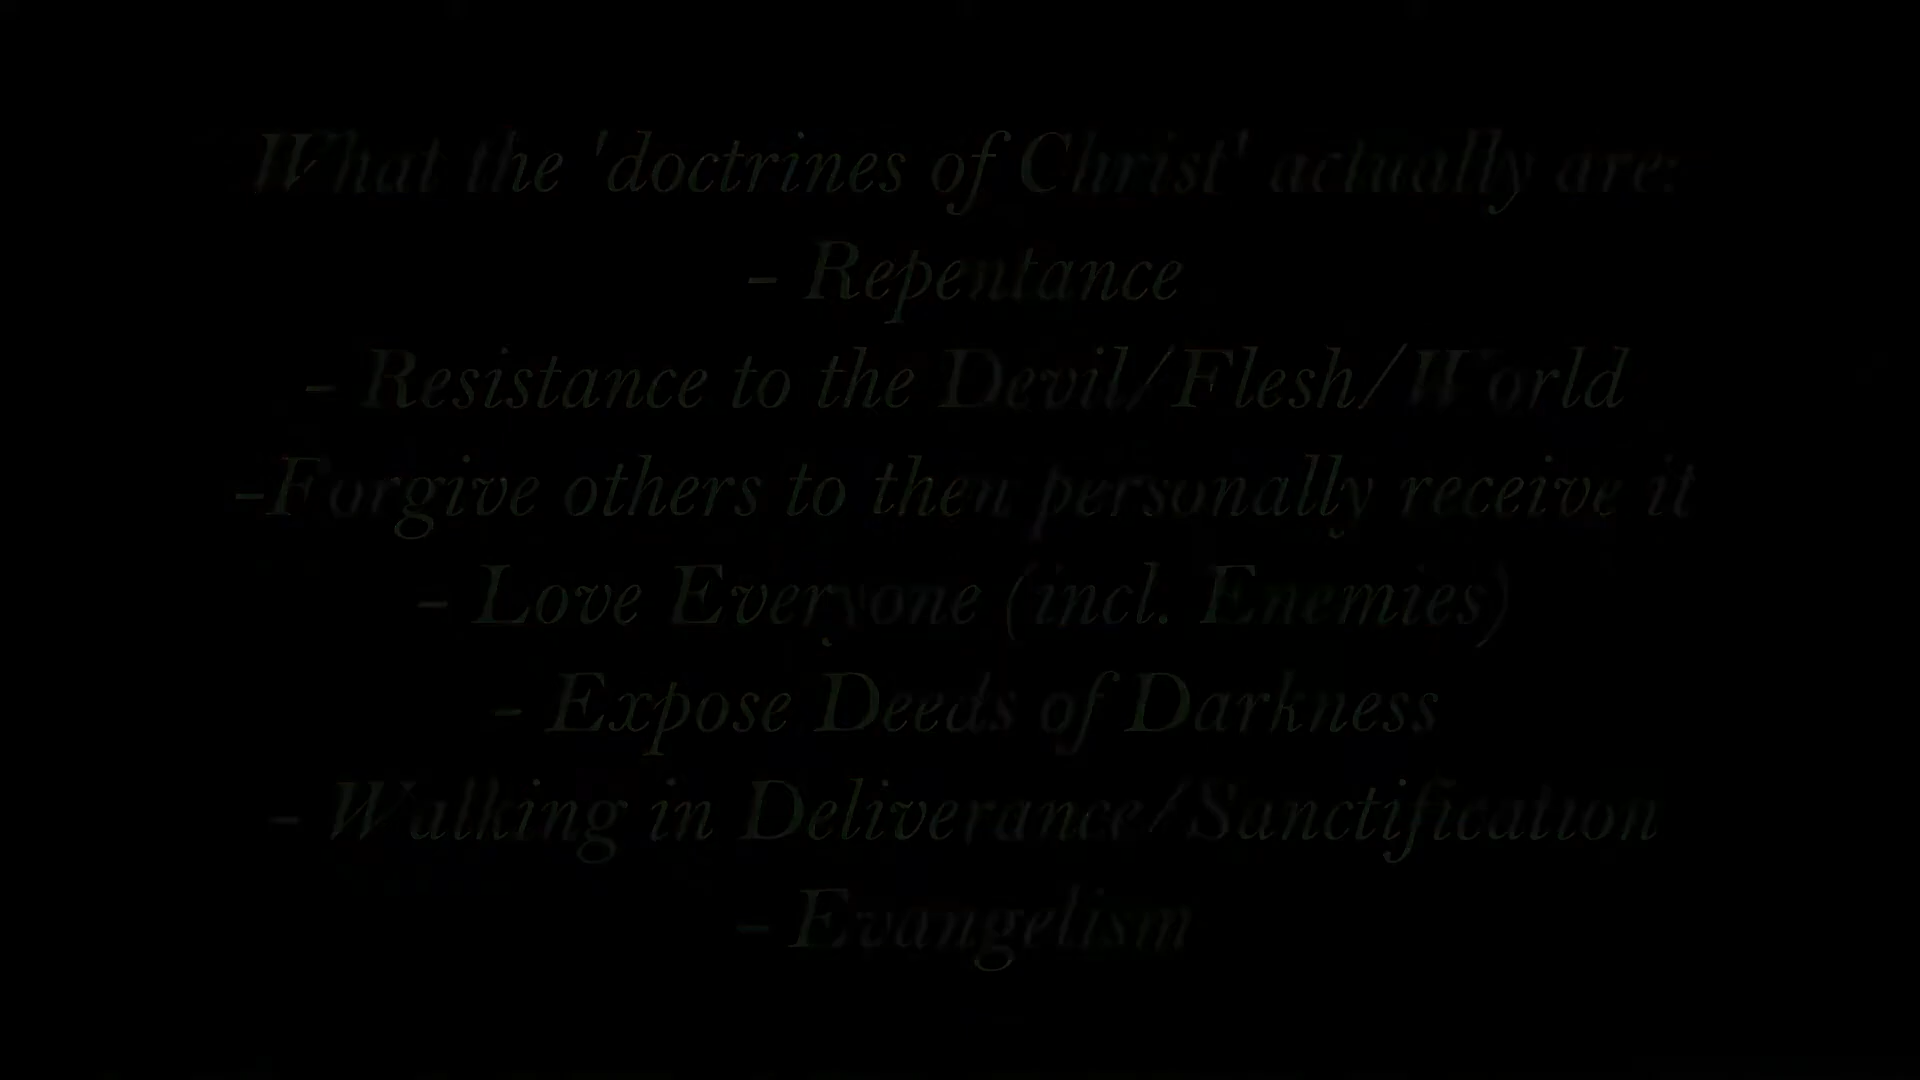 What the 'doctrines of Christ' actually are:
- Repentance
- Resistance to the Devil/Flesh/World
-Forgive others to then personally receive it
- Love Everyone (incl. Enemies)
- Expose Deeds of Darkness
- Walking in Deliverance/Sanctification
- Evangelism